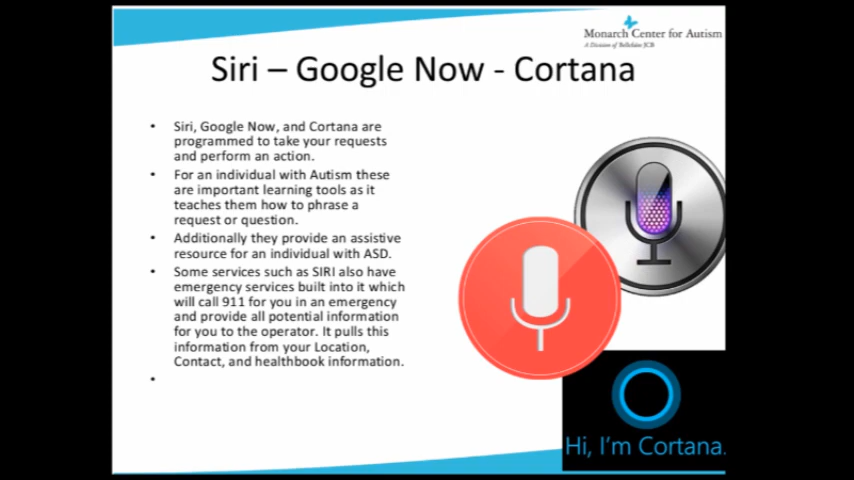 Monarch Center for Autism
A Division of Bellefaire JCB
Siri – Google Now - Cortana
• Siri, Google Now, and Cortana are
programmed to take your requests
and perform an action.
• For an individual with Autism these
are important learning tools as it
teaches them how to phrase a
request or question.
• Additionally they provide an assistive
resource for an individual with ASD.
• Some services such as SIRI also have
emergency services built into it which
will call 911 for you in an emergency
and provide all potential information
for you to the operator. It pulls this
information from your Location,
Contact, and healthbook information.
•
Hi, I'm Cortana.